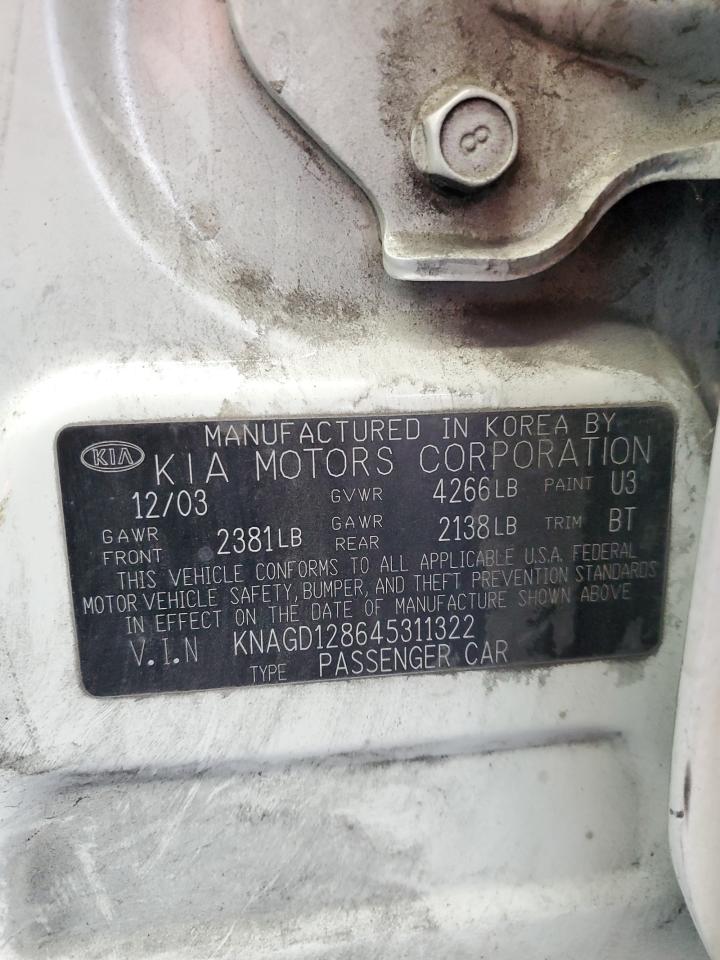 8
MANUFACTURED IN KOREA BY
KIA KIA MOTORS CORPORATION
12/03 GVWR 4266LB PAINT U3
GAWR FRONT 2381LB GAWR REAR 2138LB TRIM BT
THIS VEHICLE CONFORMS TO ALL APPLICABLE U.S.A. FEDERAL
MOTOR VEHICLE SAFETY, BUMPER, AND THEFT PREVENTION STANDARDS
IN EFFECT ON THE DATE OF MANUFACTURE SHOWN ABOVE
V.I.N KNAGD128645311322
TYPE PASSENGER CAR